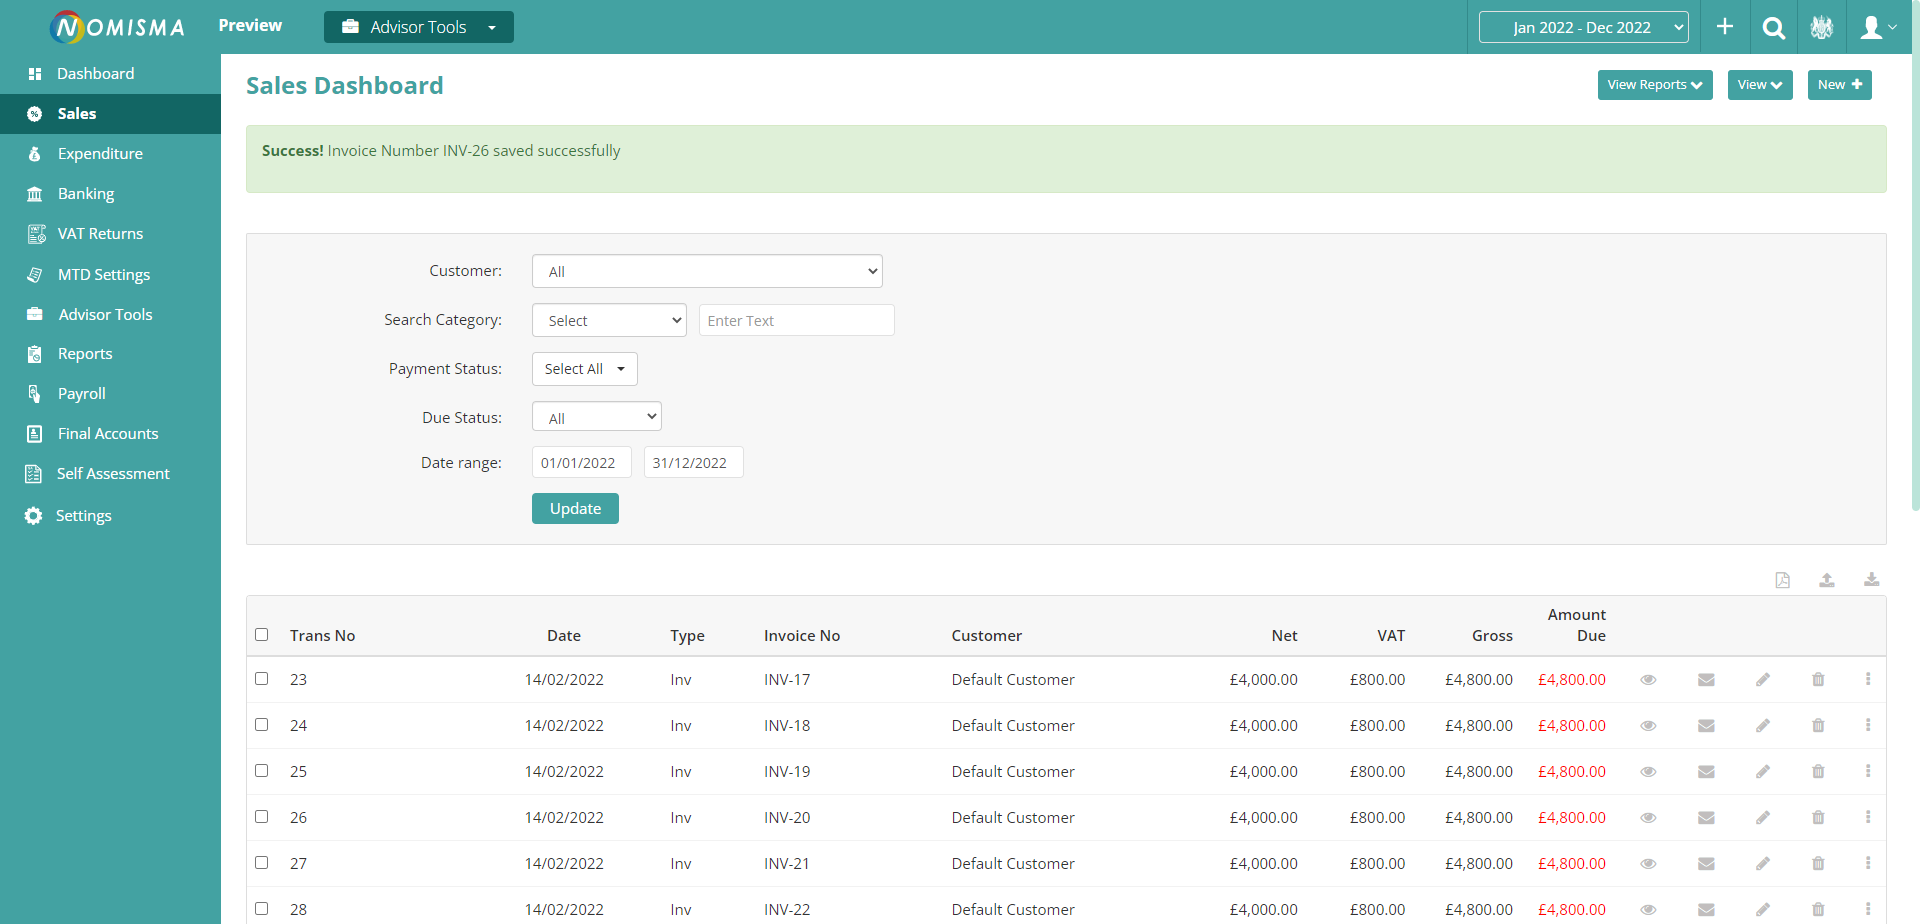 NOMISMA Preview Advisor Tools Jan 2022 - Dec 2022
Dashboard
Sales
Expenditure
Banking
VAT Returns
MTD Settings
Advisor Tools
Reports
Payroll
Final Accounts
Self Assessment
Settings
Sales Dashboard
View Reports View New
Success! Invoice Number INV-26 saved successfully
Customer: All
Search Category: Select Enter Text
Payment Status: Select All
Due Status: All
Date range: 01/01/2022 31/12/2022
Update
Trans No Date Type Invoice No Customer Net VAT Gross Amount Due
23 14/02/2022 Inv INV-17 Default Customer £4,000.00 £800.00 £4,800.00 £4,800.00
24 14/02/2022 Inv INV-18 Default Customer £4,000.00 £800.00 £4,800.00 £4,800.00
25 14/02/2022 Inv INV-19 Default Customer £4,000.00 £800.00 £4,800.00 £4,800.00
26 14/02/2022 Inv INV-20 Default Customer £4,000.00 £800.00 £4,800.00 £4,800.00
27 14/02/2022 Inv INV-21 Default Customer £4,000.00 £800.00 £4,800.00 £4,800.00
28 14/02/2022 Inv INV-22 Default Customer £4,000.00 £800.00 £4,800.00 £4,800.00